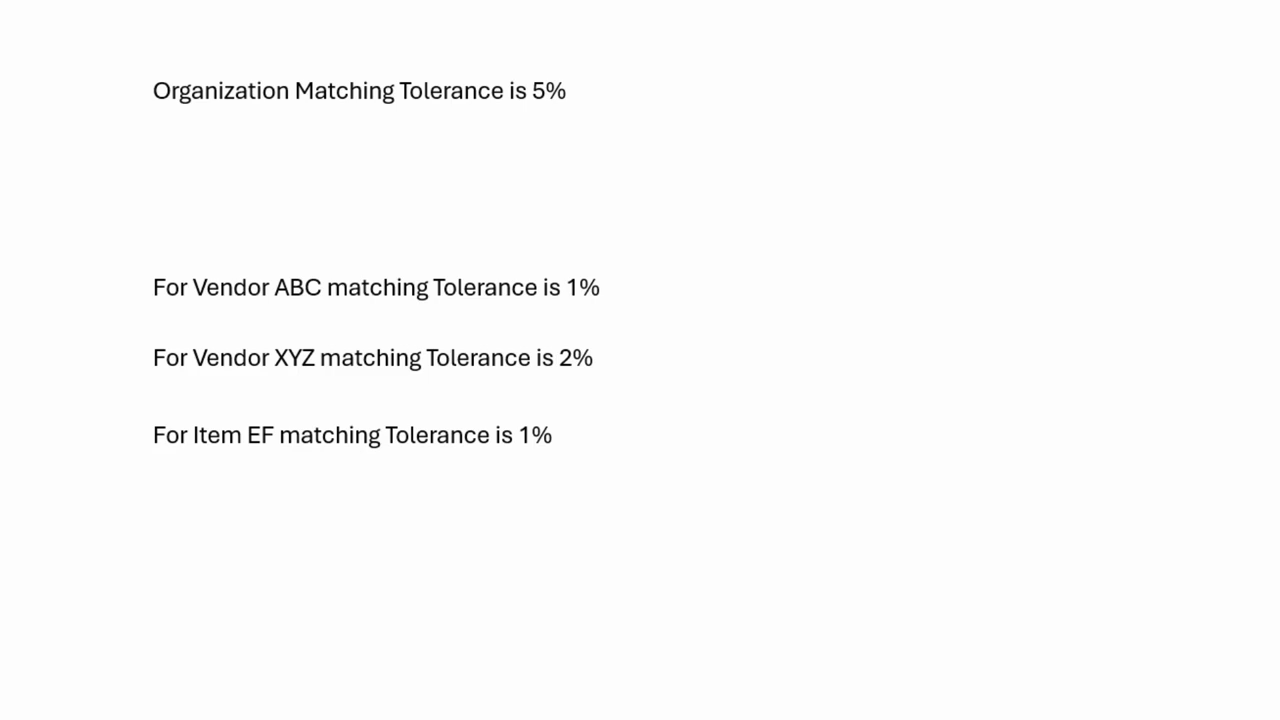 Organization Matching Tolerance is 5%
For Vendor ABC matching Tolerance is 1%
For Vendor XYZ matching Tolerance is 2%
For Item EF matching Tolerance is 1%